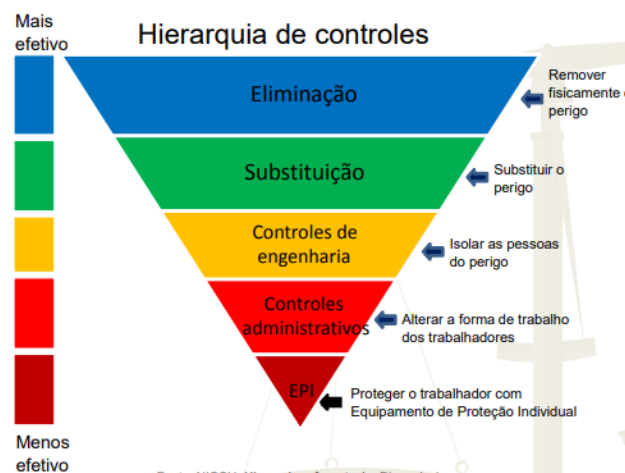 Mais
efetivo
Hierarquia de controles
Eliminação
Remover
fisicamente
perigo
Substituição
Substituir o
perigo
Controles de
engenharia
Isolar as pessoas
do perigo
Controles
administrativos
Alterar a forma de trabalho
dos trabalhadores
EPI
Proteger o trabalhador com
Equipamento de Proteção Individual
Menos
efetivo